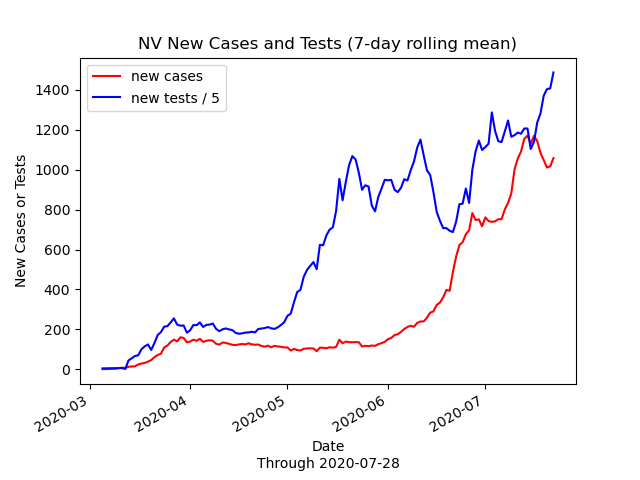 NV New Cases and Tests (7-day rolling mean)
new cases
new tests / 5
New Cases or Tests
1400
1200
1000
800
600
400
200
0
2020-03
2020-04
2020-05
2020-06
2020-07
Date
Through 2020-07-28